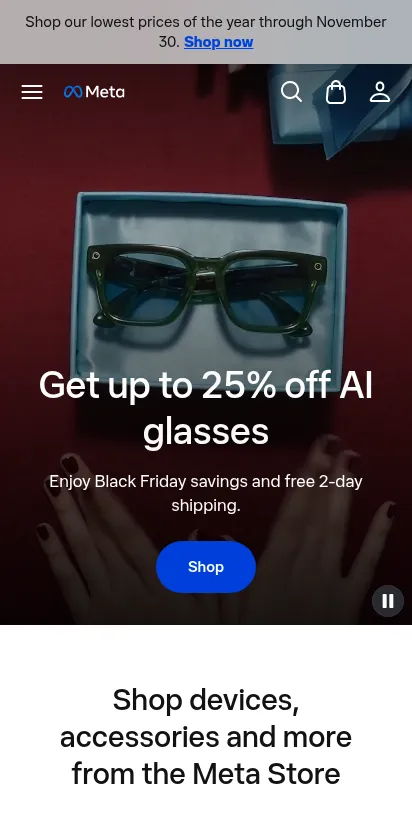 Shop our lowest prices of the year through November
30. Shop now
Meta
Get up to 25% off AI
glasses
Enjoy Black Friday savings and free 2-day
shipping.
Shop
Shop devices,
accessories and more
from the Meta Store